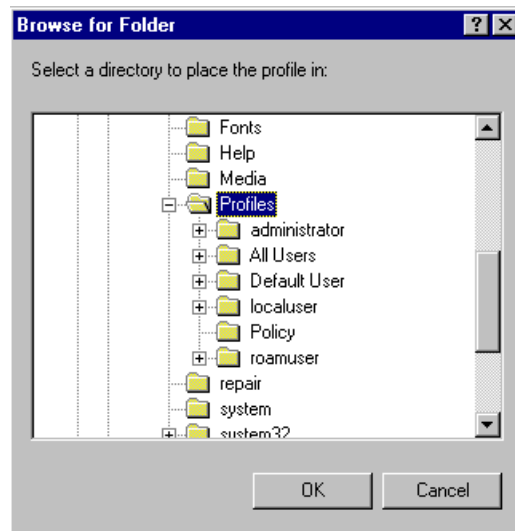 Browse for Folder
Select a directory to place the profile in:
Fonts
Help
Media
Profiles
administrator
All Users
Default User
localuser
Policy
roamuser
repair
system
system32
OK
Cancel